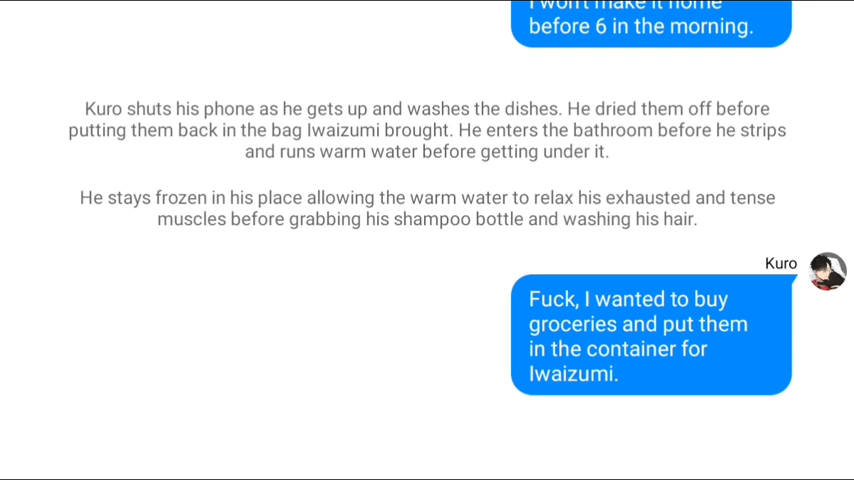 I won't make it home
before 6 in the morning.
Kuro shuts his phone as he gets up and washes the dishes. He dried them off before
putting them back in the bag Iwaizumi brought. He enters the bathroom before he strips
and runs warm water before getting under it.
He stays frozen in his place allowing the warm water to relax his exhausted and tense
muscles before grabbing his shampoo bottle and washing his hair.
Kuro
Fuck, I wanted to buy
groceries and put them
in the container for
Iwaizumi.